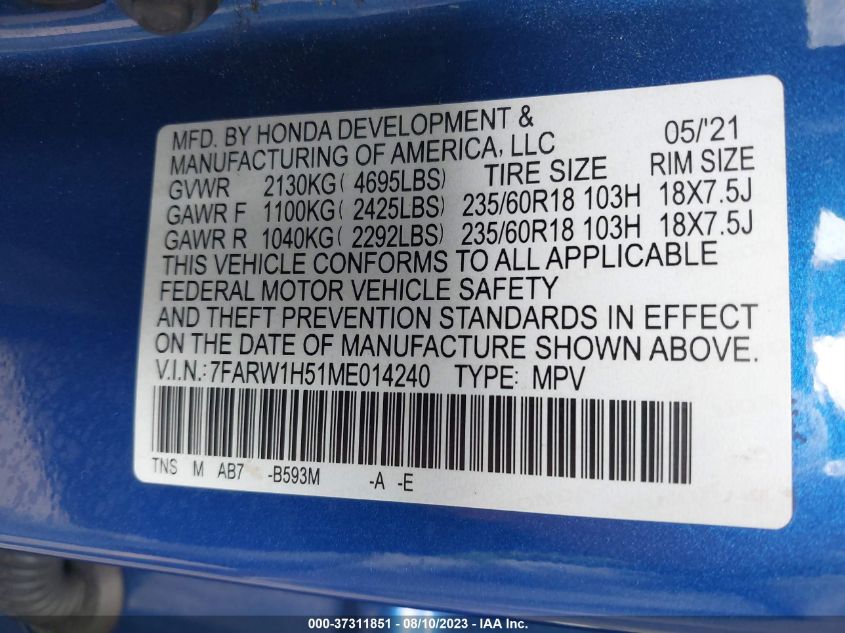 MFD. BY HONDA DEVELOPMENT & 05/'21
MANUFACTURING OF AMERICA, LLC
GVWR 2130KG( 4695LBS) TIRE SIZE RIM SIZE
GAWR F 1100KG( 2425LBS) 235/60R18 103H 18X7.5J
GAWR R 1040KG( 2292LBS) 235/60R18 103H 18X7.5J
THIS VEHICLE CONFORMS TO ALL APPLICABLE
FEDERAL MOTOR VEHICLE SAFETY
AND THEFT PREVENTION STANDARDS IN EFFECT
ON THE DATE OF MANUFACTURE SHOWN ABOVE.
V.I.N.: 7FARW1H51ME014240 TYPE: MPV
TNS M AB7 -B593M -A -E
000-37311851 - 08/10/2023 - IAA Inc.